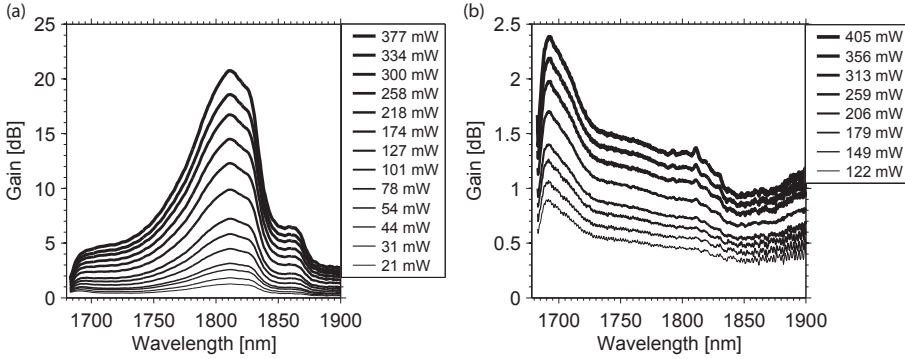 (a)
Gain [dB]
25
20
15
10
5
0
1700 1750 1800 1850 1900
Wavelength [nm]
377 mW
334 mW
300 mW
258 mW
218 mW
174 mW
127 mW
101 mW
78 mW
54 mW
44 mW
31 mW
21 mW
(b)
Gain [dB]
2.5
2
1.5
1
0.5
0
1700 1750 1800 1850 1900
Wavelength [nm]
405 mW
356 mW
313 mW
259 mW
206 mW
179 mW
149 mW
122 mW